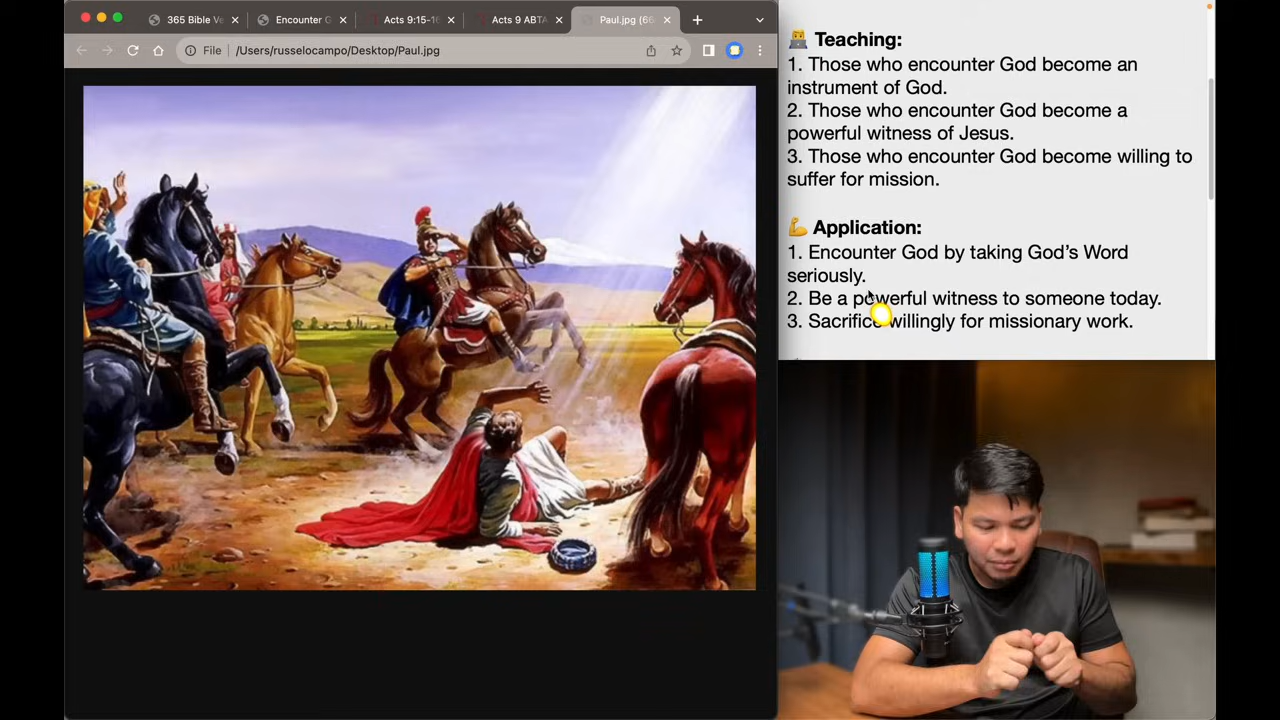 365 Bible Ve
Encounter G
Acts 9:15-16
Acts 9 ABTA
Paul.jpg (66
File
/Users/russelocampo/Desktop/Paul.jpg
👨‍💻 Teaching:
1. Those who encounter God become an
instrument of God.
2. Those who encounter God become a
powerful witness of Jesus.
3. Those who encounter God become willing to
suffer for mission.
💪 Application:
1. Encounter God by taking God’s Word
seriously.
2. Be a powerful witness to someone today.
3. Sacrifice willingly for missionary work.